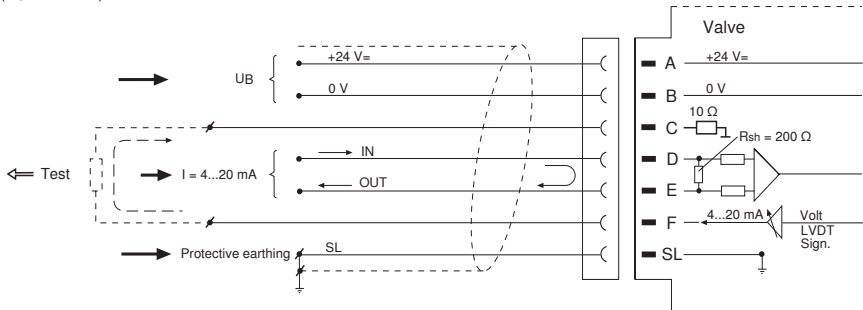 Valve
+24 V=
A
+24 V=
UB
0 V
B
0 V
10 Ω
C
Rsh = 200 Ω
IN
D
Test
I = 4...20 mA
OUT
E
F
4...20 mA
Volt
LVDT
Sign.
Protective earthing
SL
SL